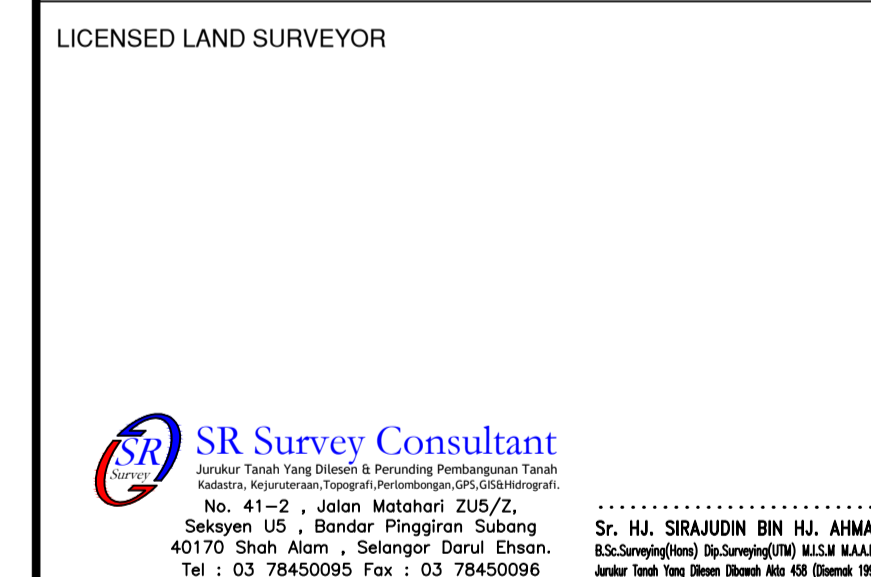 LICENSED LAND SURVEYOR
SR
Survey
SR Survey Consultant
Jurukur Tanah Yang Dilesen & Perunding Pembangunan Tanah
Kadastra, Kejuruteraan,Topografi,Perlombongan,GPS,GIS&Hidrografi.
No. 41-2 , Jalan Matahari ZU5/Z,
Seksyen U5 , Bandar Pinggiran Subang
40170 Shah Alam , Selangor Darul Ehsan.
Tel : 03 78450095 Fax : 03 78450096
Sr. HJ. SIRAJUDIN BIN HJ. AHMA
B.Sc.Surveying(Hons) Dip.Surveying(UTM) M.I.S.M M.A.A.
Jurukur Tanah Yang Dilesen Dibawah Akta 458 (Disemak 199